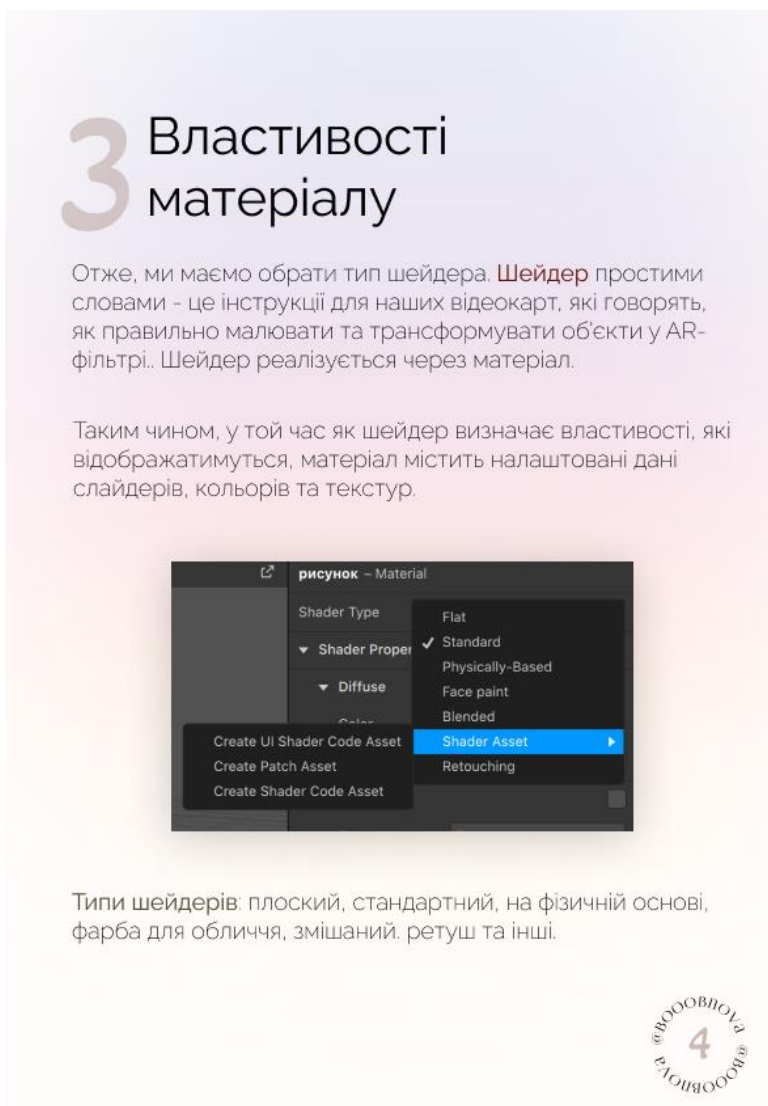 3
Властивості
матеріалу
Отже, ми маємо обрати тип шейдера. Шейдер простими
словами - це інструкції для наших відеокарт, які говорять,
як правильно малювати та трансформувати об'єкти у AR-
фільтрі.. Шейдер реалізується через матеріал.
Таким чином, у той час як шейдер визначає властивості, які
відображатимуться, матеріал містить налаштовані дані
слайдерів, кольорів та текстур.
рисунок – Material
Shader Type
Flat
Standard
Shader Proper
Physically-Based
Diffuse
Face paint
Blended
Create UI Shader Code Asset
Shader Asset
Create Patch Asset
Retouching
Create Shader Code Asset
Типи шейдерів: плоский, стандартний, на фізичній основі,
фарба для обличчя, змішаний. ретуш та інші.
@BOOOBNOVA @BOOOBNOVA
4